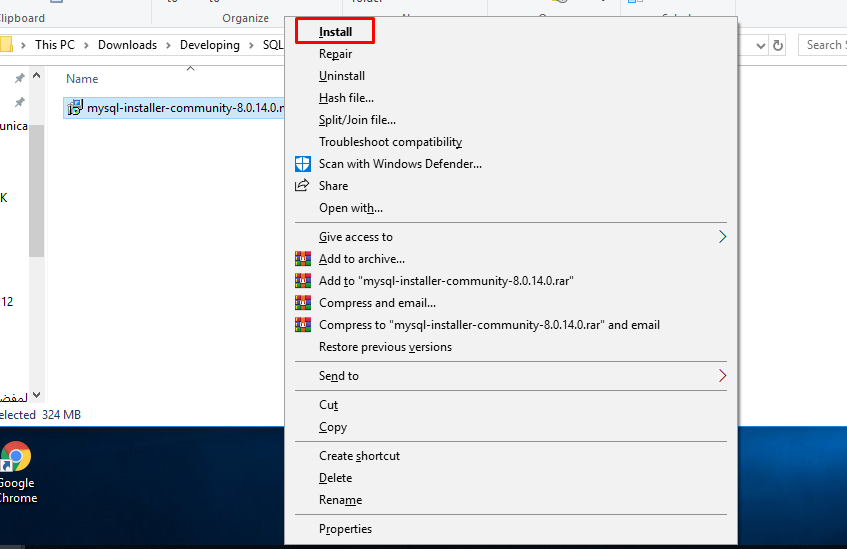 Clipboard
Organize
This PC > Downloads > Developing > SQL
Search
Name
mysql-installer-community-8.0.14.0.m
unica
K
12
لمفض
elected 324 MB
Google
Chrome
Install
Repair
Uninstall
Hash file...
Split/Join file...
Troubleshoot compatibility
Scan with Windows Defender...
Share
Open with...
Give access to
Add to archive...
Add to "mysql-installer-community-8.0.14.0.rar"
Compress and email...
Compress to "mysql-installer-community-8.0.14.0.rar" and email
Restore previous versions
Send to
Cut
Copy
Create shortcut
Delete
Rename
Properties